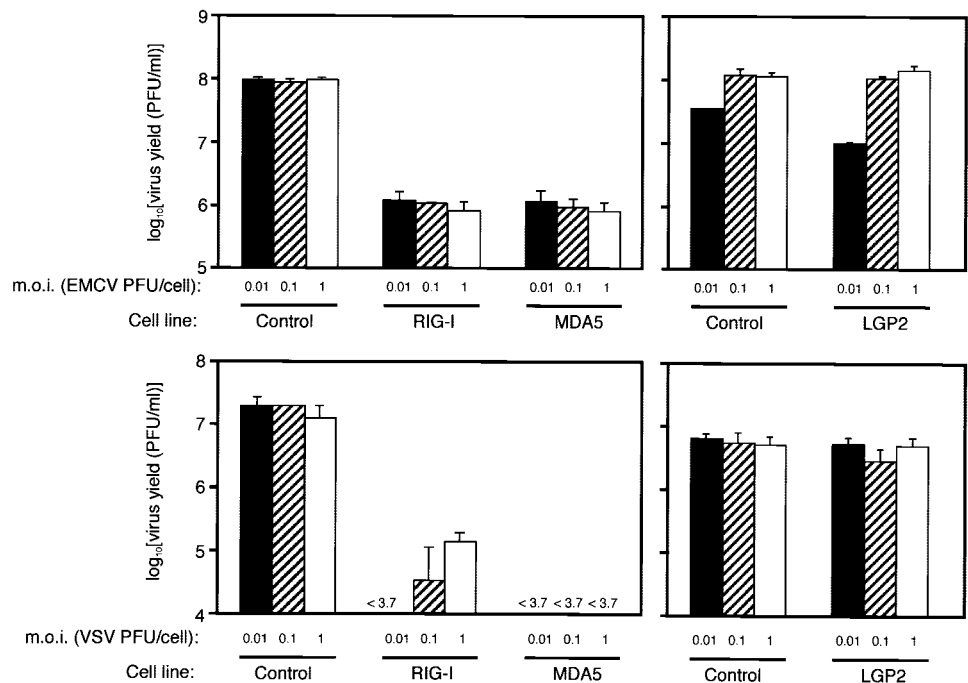 9
8
7
6
5
log₁₀[virus yield (PFU/ml)]
m.o.i. (EMCV PFU/cell): 0.01 0.1 1 0.01 0.1 1 0.01 0.1 1 0.01 0.1 1 0.01 0.1 1
Cell line: Control RIG-I MDA5 Control LGP2
8
7
6
5
4
log₁₀[virus yield (PFU/ml)]
< 3.7 < 3.7 < 3.7 < 3.7
m.o.i. (VSV PFU/cell): 0.01 0.1 1 0.01 0.1 1 0.01 0.1 1 0.01 0.1 1 0.01 0.1 1
Cell line: Control RIG-I MDA5 Control LGP2